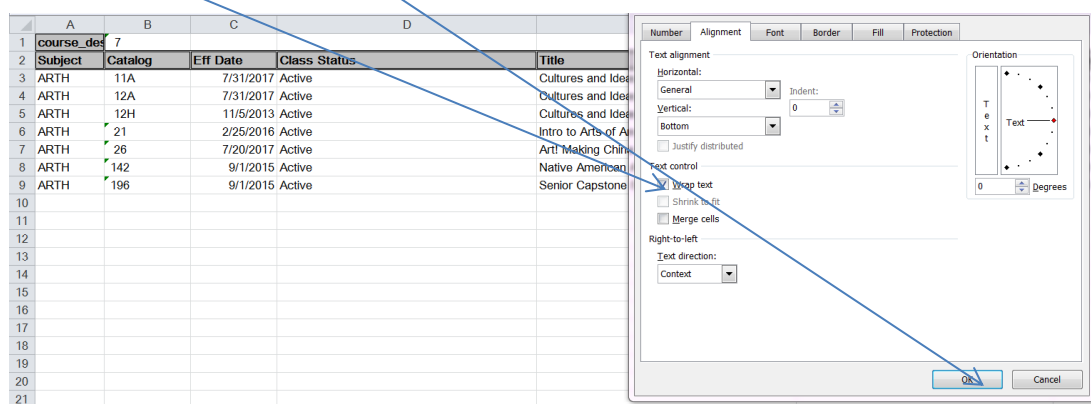 A B C D
1 course_des 7
2 Subject Catalog Eff Date Class Status Title
3 ARTH 11A 7/31/2017 Active Cultures and Idea
4 ARTH 12A 7/31/2017 Active Cultures and Idea
5 ARTH 12H 11/5/2013 Active Cultures and Idea
6 ARTH 21 2/25/2016 Active Intro to Arts of A
7 ARTH 26 7/20/2017 Active Art! Making Chin
8 ARTH 142 9/1/2015 Active Native American
9 ARTH 196 9/1/2015 Active Senior Capstone
10
11
12
13
14
15
16
17
18
19
20
21
Number Alignment Font Border Fill Protection
Text alignment
Horizontal:
General
Indent:
0
Vertical:
Bottom
Justify distributed
Text control
Wrap text
Shrink to fit
Merge cells
Right-to-left
Text direction:
Context
Orientation
Text
Text
0 Degrees
OK Cancel